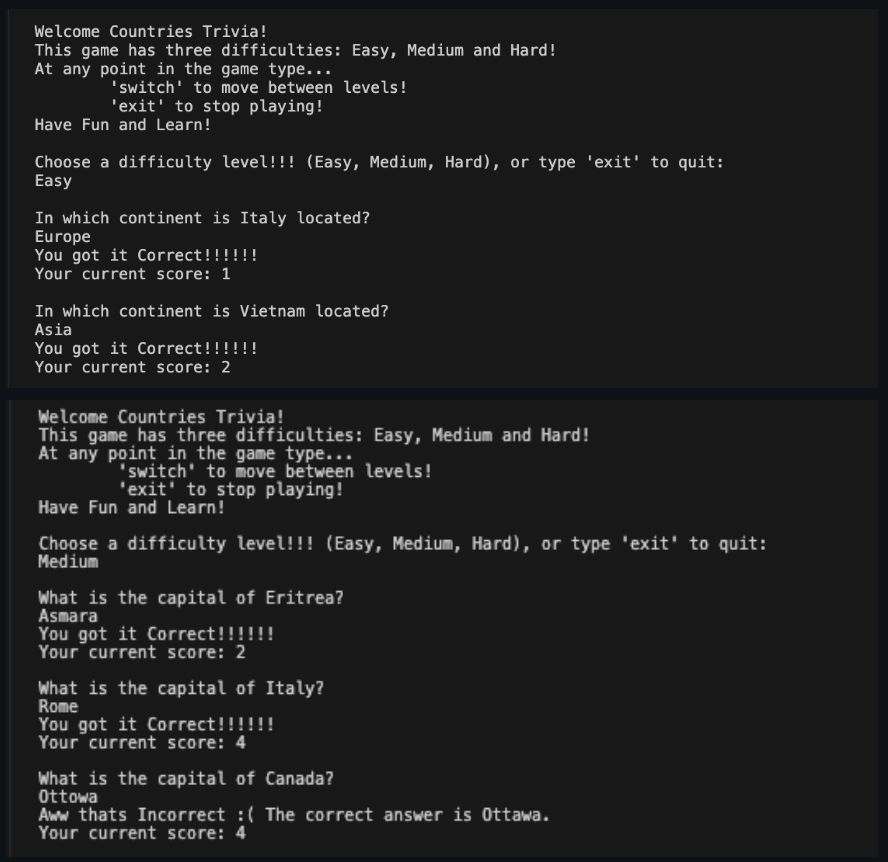 Welcome Countries Trivia!
This game has three difficulties: Easy, Medium and Hard!
At any point in the game type...
'switch' to move between levels!
'exit' to stop playing!
Have Fun and Learn!
Choose a difficulty level!!! (Easy, Medium, Hard), or type 'exit' to quit:
Easy
In which continent is Italy located?
Europe
You got it Correct!!!!!!
Your current score: 1
In which continent is Vietnam located?
Asia
You got it Correct!!!!!!
Your current score: 2
Welcome Countries Trivia!
This game has three difficulties: Easy, Medium and Hard!
At any point in the game type...
'switch' to move between levels!
'exit' to stop playing!
Have Fun and Learn!
Choose a difficulty level!!! (Easy, Medium, Hard), or type 'exit' to quit:
Medium
What is the capital of Eritrea?
Asmara
You got it Correct!!!!!!
Your current score: 2
What is the capital of Italy?
Rome
You got it Correct!!!!!!
Your current score: 4
What is the capital of Canada?
Ottowa
Aww thats Incorrect :( The correct answer is Ottawa.
Your current score: 4